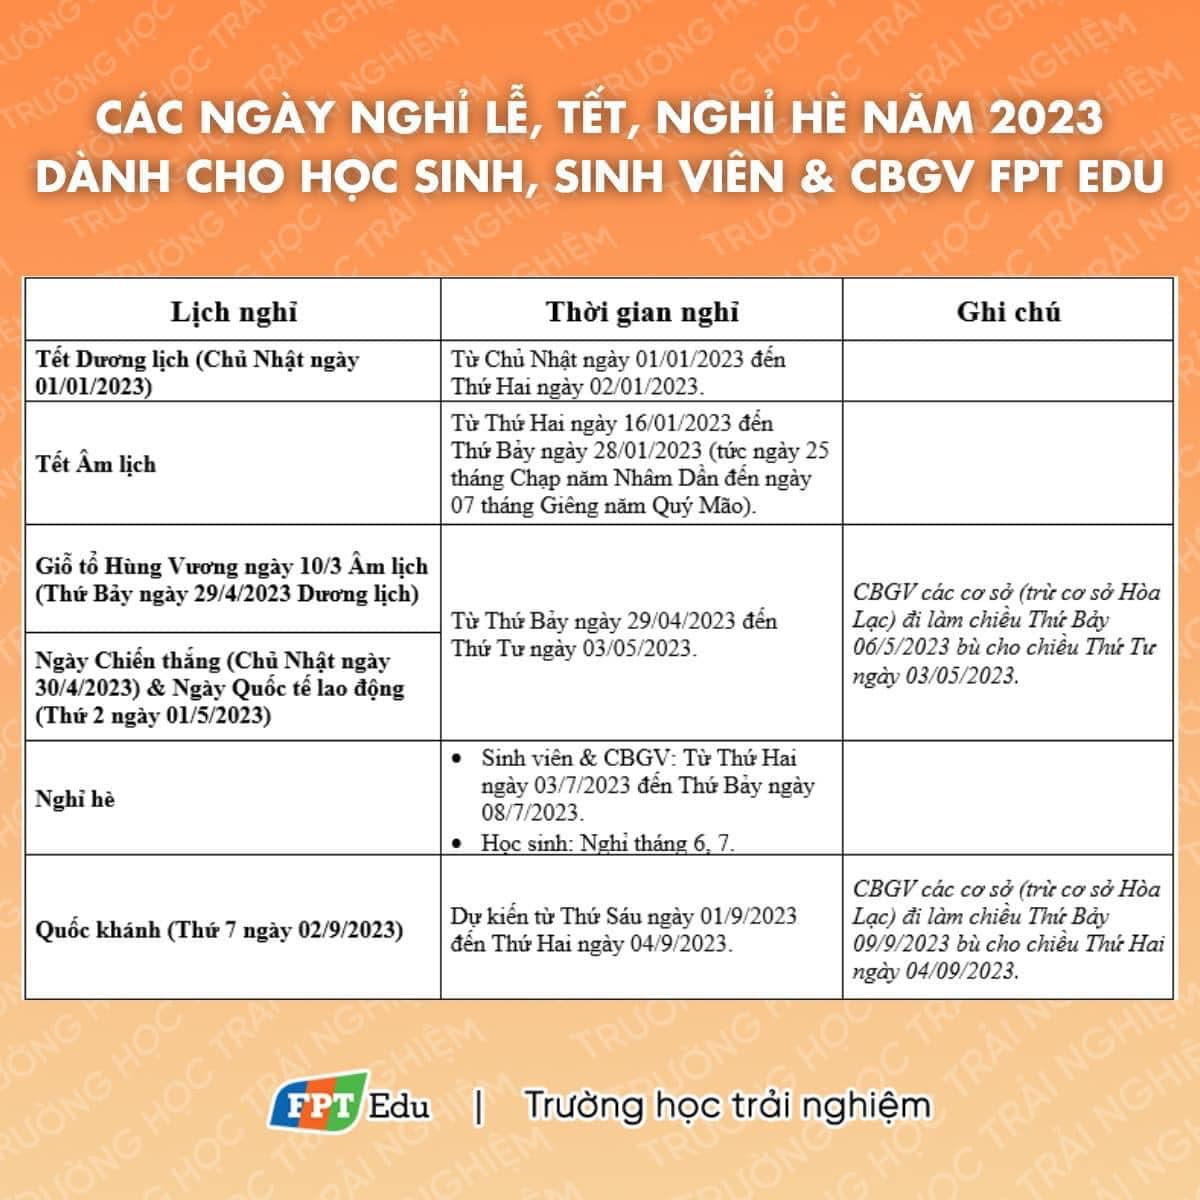 CÁC NGÀY NGHỈ LỄ, TẾT, NGHỈ HÈ NĂM 2023
DÀNH CHO HỌC SINH, SINH VIÊN & CBGV FPT EDU
Lịch nghỉ
Thời gian nghỉ
Ghi chú
Tết Dương lịch (Chủ Nhật ngày
01/01/2023)
Từ Chủ Nhật ngày 01/01/2023 đến
Thứ Hai ngày 02/01/2023.
Tết Âm lịch
Từ Thứ Hai ngày 16/01/2023 đến
Thứ Bảy ngày 28/01/2023 (tức ngày 25
tháng Chạp năm Nhâm Dần đến ngày
07 tháng Giêng năm Quý Mão).
Giỗ tổ Hùng Vương ngày 10/3 Âm lịch
(Thứ Bảy ngày 29/4/2023 Dương lịch)
Ngày Chiến thắng (Chủ Nhật ngày
30/4/2023) & Ngày Quốc tế lao động
(Thứ 2 ngày 01/5/2023)
Từ Thứ Bảy ngày 29/04/2023 đến
Thứ Tư ngày 03/05/2023.
CBGV các cơ sở (trừ cơ sở Hòa
Lạc) đi làm chiều Thứ Bảy
06/5/2023 bù cho chiều Thứ Tư
ngày 03/05/2023.
Nghỉ hè
• Sinh viên & CBGV: Từ Thứ Hai
ngày 03/7/2023 đến Thứ Bảy ngày
08/7/2023.
• Học sinh: Nghỉ tháng 6, 7.
Quốc khánh (Thứ 7 ngày 02/9/2023)
Dự kiến từ Thứ Sáu ngày 01/9/2023
đến Thứ Hai ngày 04/9/2023.
CBGV các cơ sở (trừ cơ sở Hòa
Lạc) đi làm chiều Thứ Bảy
09/9/2023 bù cho chiều Thứ Hai
ngày 04/09/2023.
FPT Edu | Trường học trải nghiệm